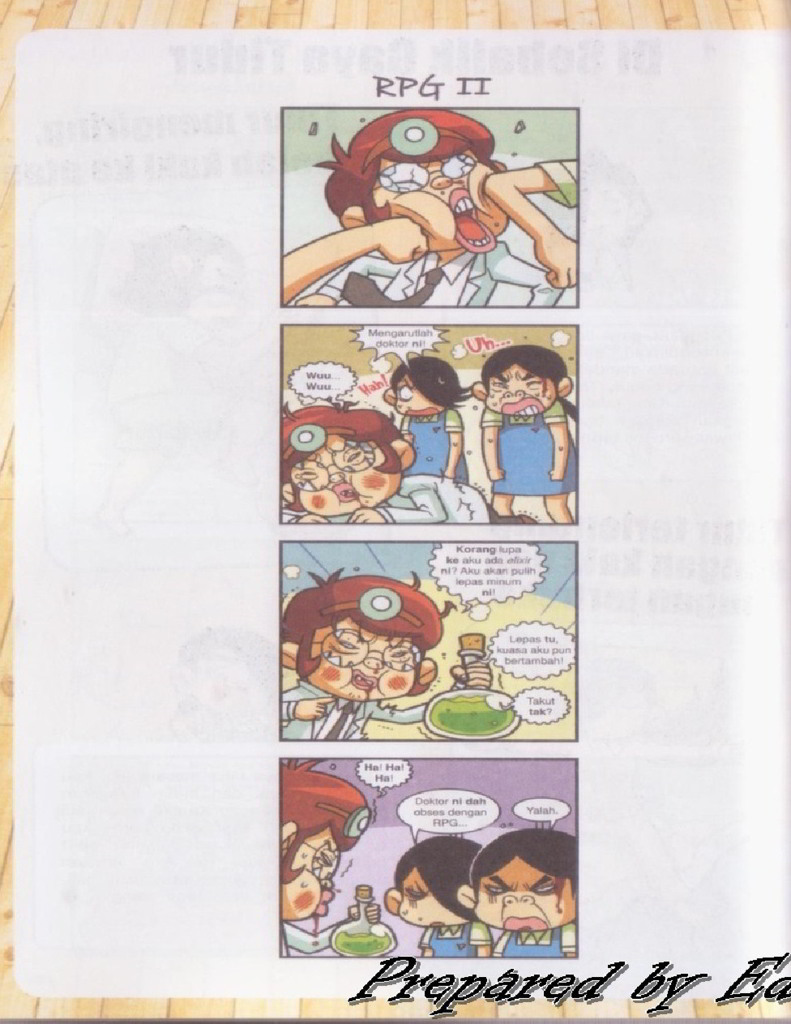 RPG II
Mengarutlah
doktor ni!
Uh...
Wuu...
Wuu...
Hah!
Korang lupa
ke aku ada elixir
ni? Aku akan pulih
lepas minum
ni!
Lepas tu,
kuasa aku pun
bertambah!
Takut
tak?
Ha! Ha!
Ha!
Doktor ni dah
obses dengan
RPG...
Yalah.
Prepared by Ed